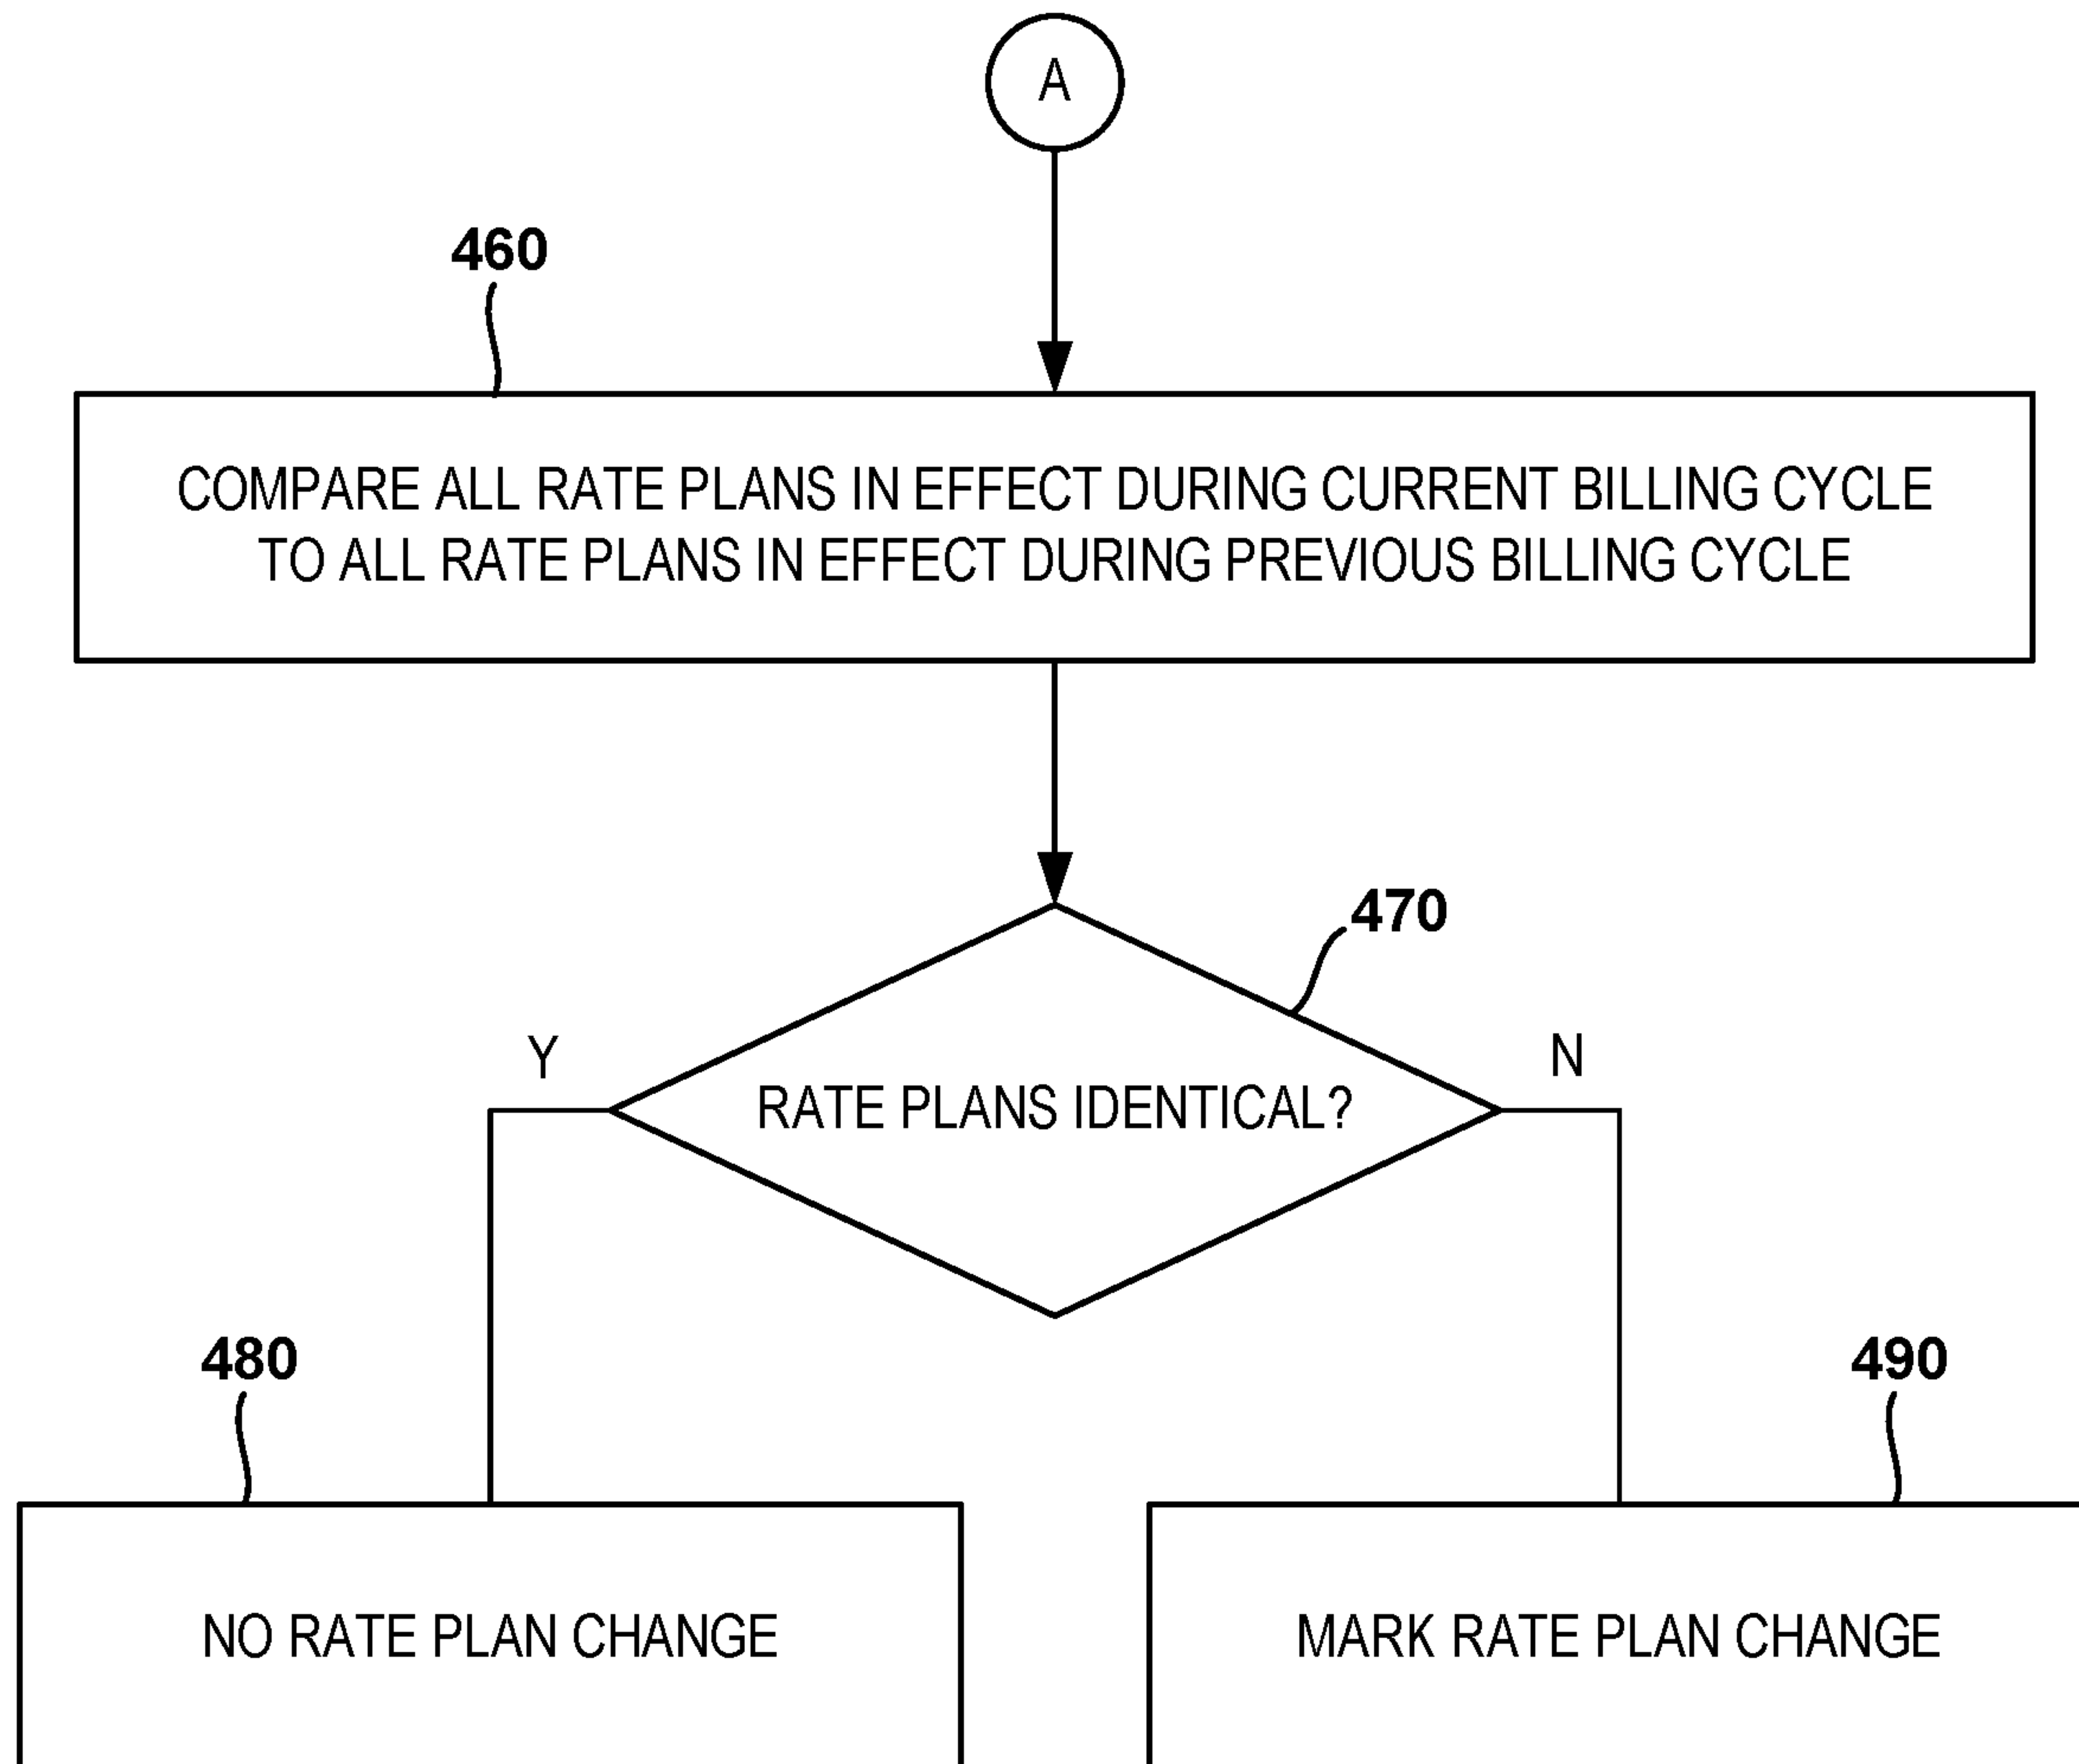 A
460
COMPARE ALL RATE PLANS IN EFFECT DURING CURRENT BILLING CYCLE
TO ALL RATE PLANS IN EFFECT DURING PREVIOUS BILLING CYCLE
470
Y
N
RATE PLANS IDENTICAL?
480
490
NO RATE PLAN CHANGE
MARK RATE PLAN CHANGE